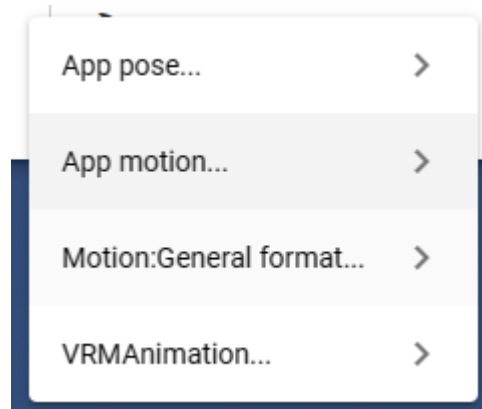 App pose...
App motion...
Motion:General format...
VRMAnimation...